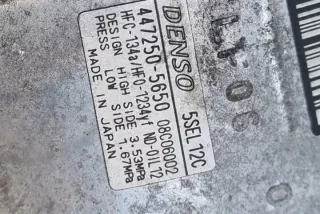 DENSO 5SEL12C
447250-5650 08C06002
HFC-134a/HFO-1234yf ND-OIL12
DESIGN HIGH SIDE 3.53MPa
PRESS LOW SIDE 1.67MPa
MADE IN JAPAN